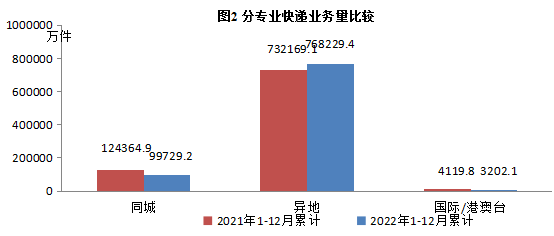 图2 分专业快递业务量比较
万件
1000000
800000
600000
400000
200000
0
124364.9
99729.2
732169.1
768229.4
4119.8
3202.1
同城
异地
国际/港澳台
2021年1-12月累计
2022年1-12月累计